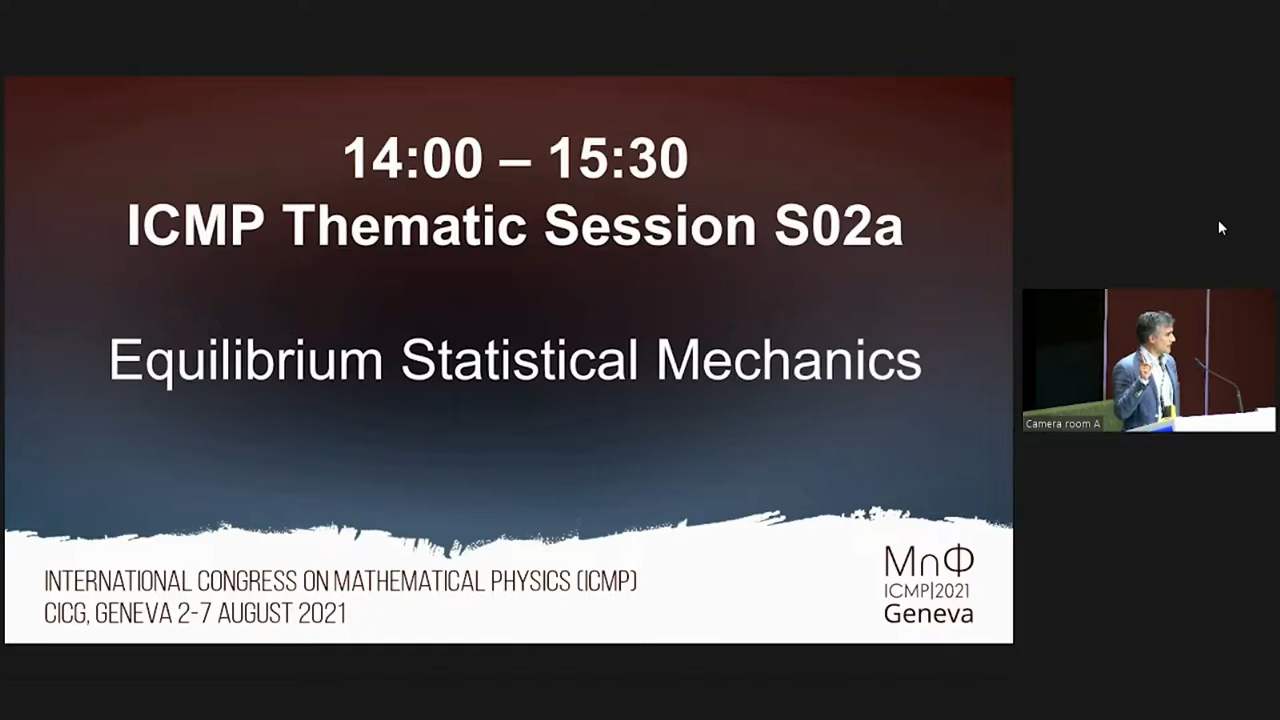 14:00 – 15:30
ICMP Thematic Session S02a
Equilibrium Statistical Mechanics
INTERNATIONAL CONGRESS ON MATHEMATICAL PHYSICS (ICMP)
CICG, GENEVA 2-7 AUGUST 2021
MnΦ
ICMP|2021
Geneva
Camera room A